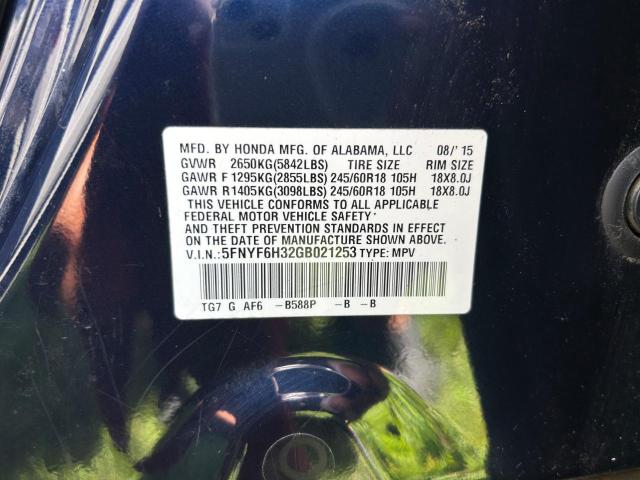 MFD. BY HONDA MFG. OF ALABAMA, LLC 08/'15
GVWR 2650KG(5842LBS) TIRE SIZE RIM SIZE
GAWR F 1295KG(2855LBS) 245/60R18 105H 18X8.0J
GAWR R 1405KG(3098LBS) 245/60R18 105H 18X8.0J
THIS VEHICLE CONFORMS TO ALL APPLICABLE
FEDERAL MOTOR VEHICLE SAFETY
AND THEFT PREVENTION STANDARDS IN EFFECT
ON THE DATE OF MANUFACTURE SHOWN ABOVE.
V.I.N.: 5FNYF6H32GB021253 TYPE: MPV
TG7 G AF6 -B588P -B -B